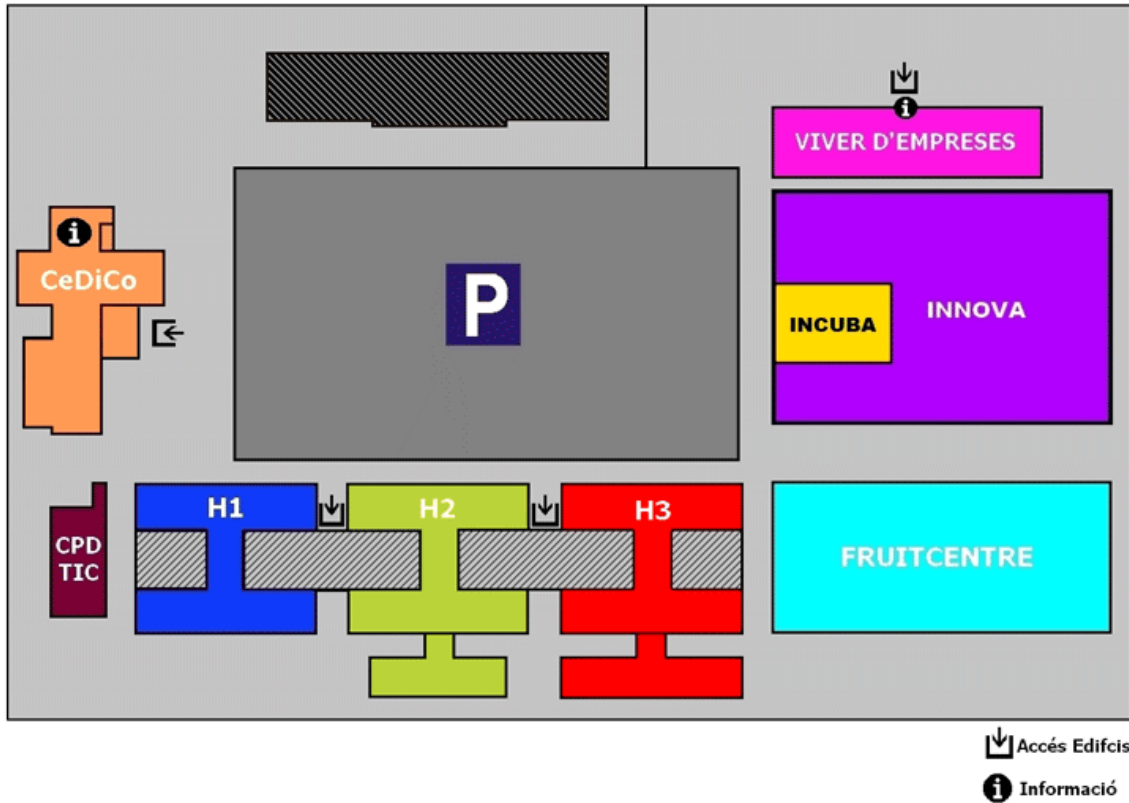 VIVER D'EMPRESES
CeDiCo
P
INCUBA
INNOVA
H1
H2
H3
CPD
TIC
FRUITCENTRE
Accés Edifcis
Informació